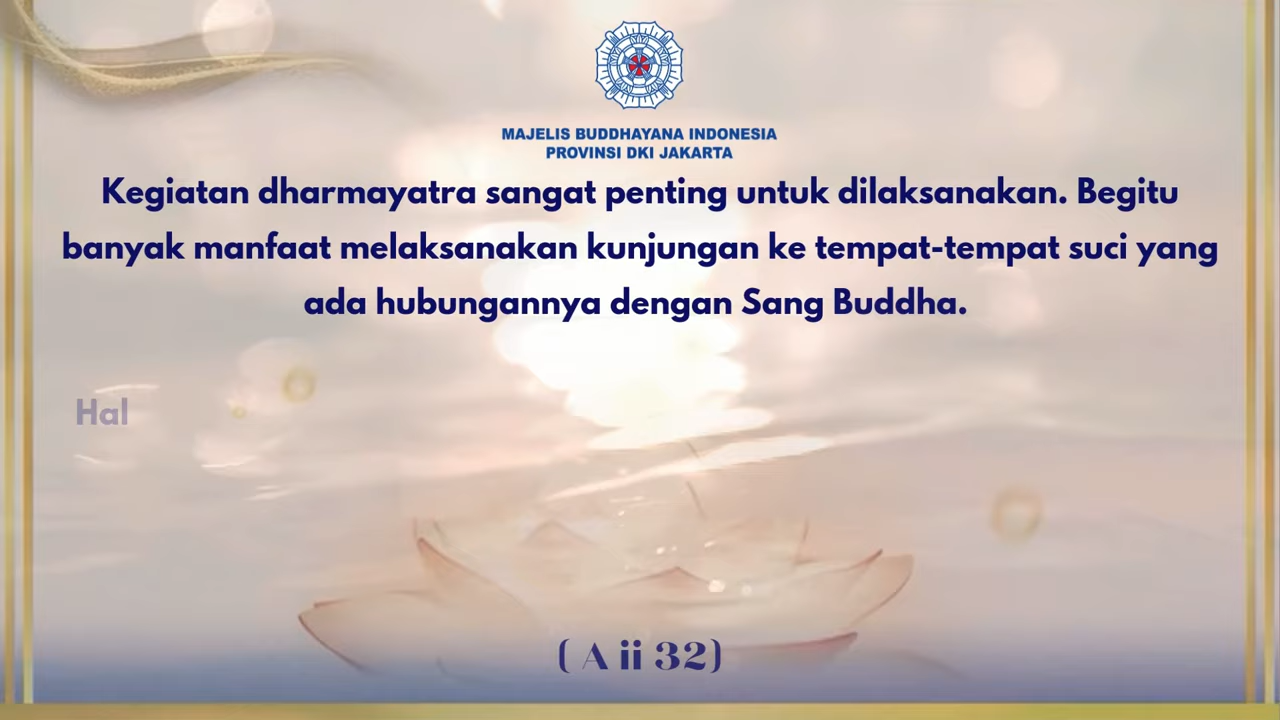 MAJELIS BUDDHAYANA INDONESIA
PROVINSI DKI JAKARTA
Kegiatan dharmayatra sangat penting untuk dilaksanakan. Begitu
banyak manfaat melaksanakan kunjungan ke tempat-tempat suci yang
ada hubungannya dengan Sang Buddha.
Hal
( A ii 32)